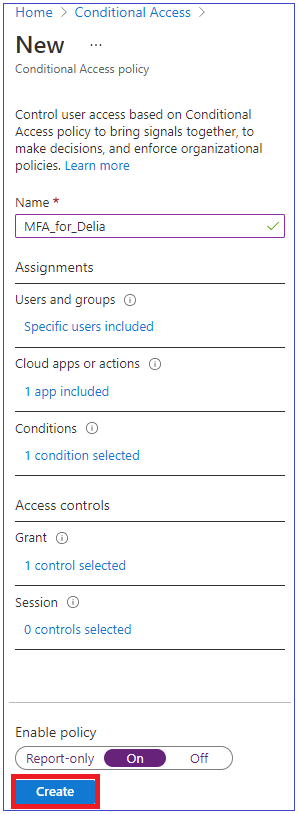 Home > Conditional Access >
New ...
Conditional Access policy
Control user access based on Conditional
Access policy to bring signals together, to
make decisions, and enforce organizational
policies. Learn more
Name *
MFA_for_Delia
Assignments
Users and groups
Specific users included
Cloud apps or actions
1 app included
Conditions
1 condition selected
Access controls
Grant
1 control selected
Session
0 controls selected
Enable policy
Report-only On Off
Create